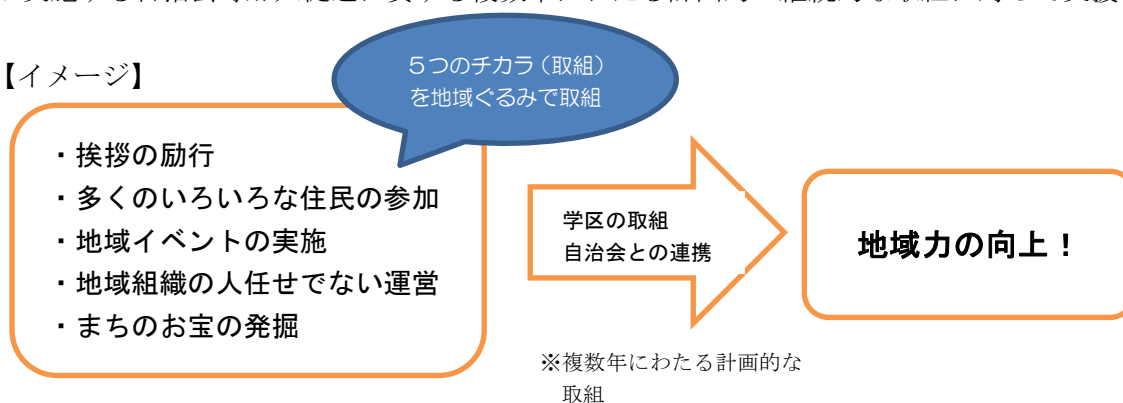 【イメージ】
５つのチカラ（取組）
を地域ぐるみで取組
・挨拶の励行
・多くのいろいろな住民の参加
・地域イベントの実施
・地域組織の人任せでない運営
・まちのお宝の発掘
学区の取組
自治会との連携
地域力の向上！
※複数年にわたる計画的な
取組